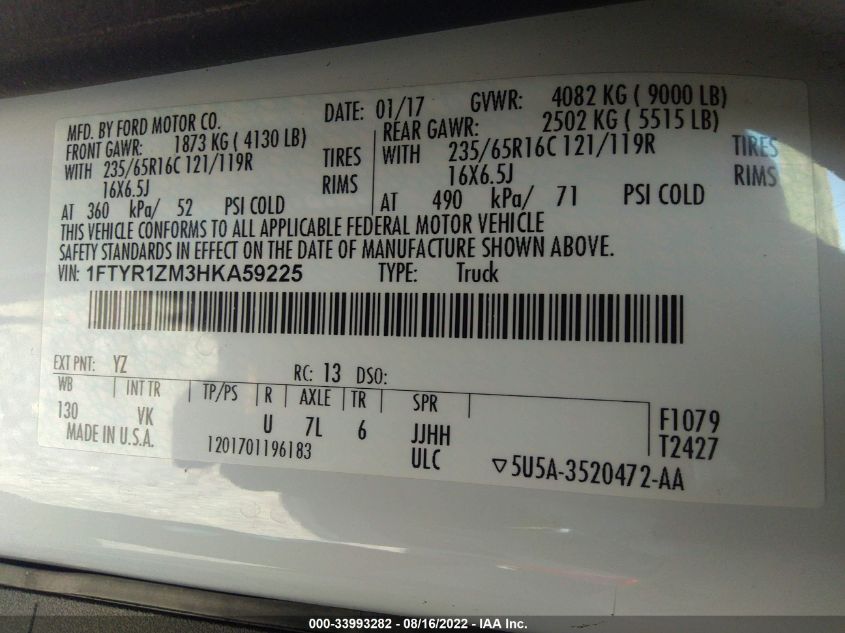 MFD. BY FORD MOTOR CO.
DATE: 01/17 GVWR: 4082 KG ( 9000 LB)
FRONT GAWR: 1873 KG ( 4130 LB)
REAR GAWR: 2502 KG ( 5515 LB)
WITH 235/65R16C 121/119R TIRES
WITH 235/65R16C 121/119R TIRES
16X6.5J RIMS
16X6.5J RIMS
AT 360 kPa/ 52 PSI COLD
AT 490 kPa/ 71 PSI COLD
THIS VEHICLE CONFORMS TO ALL APPLICABLE FEDERAL MOTOR VEHICLE
SAFETY STANDARDS IN EFFECT ON THE DATE OF MANUFACTURE SHOWN ABOVE.
VIN: 1FTYR1ZM3HKA59225 TYPE: Truck
EXT PNT: YZ RC: 13 DSO:
WB INT TR TP/PS R AXLE TR SPR
130 VK U 7L 6 JJHH F1079
MADE IN U.S.A. 1201701196183 ULC T2427
5U5A-3520472-AA
000-33993282 - 08/16/2022 - IAA Inc.